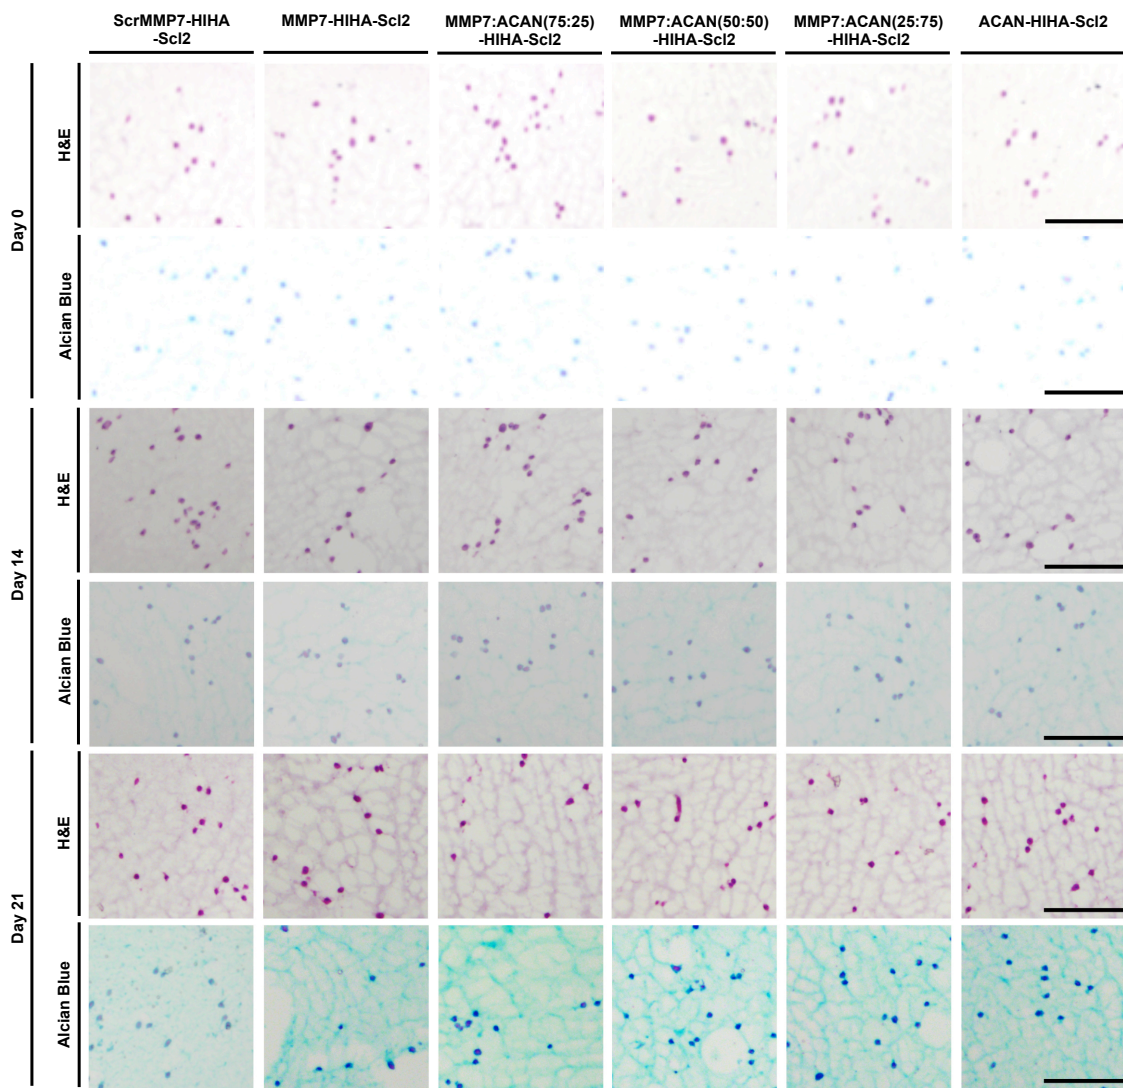 ScrMMP7-HIHA
-Scl2
MMP7-HIHA-Scl2
MMP7:ACAN(75:25)
-HIHA-Scl2
MMP7:ACAN(50:50)
-HIHA-Scl2
MMP7:ACAN(25:75)
-HIHA-Scl2
ACAN-HIHA-Scl2
Day 0
H&E
Alcian Blue
Day 14
H&E
Alcian Blue
Day 21
H&E
Alcian Blue